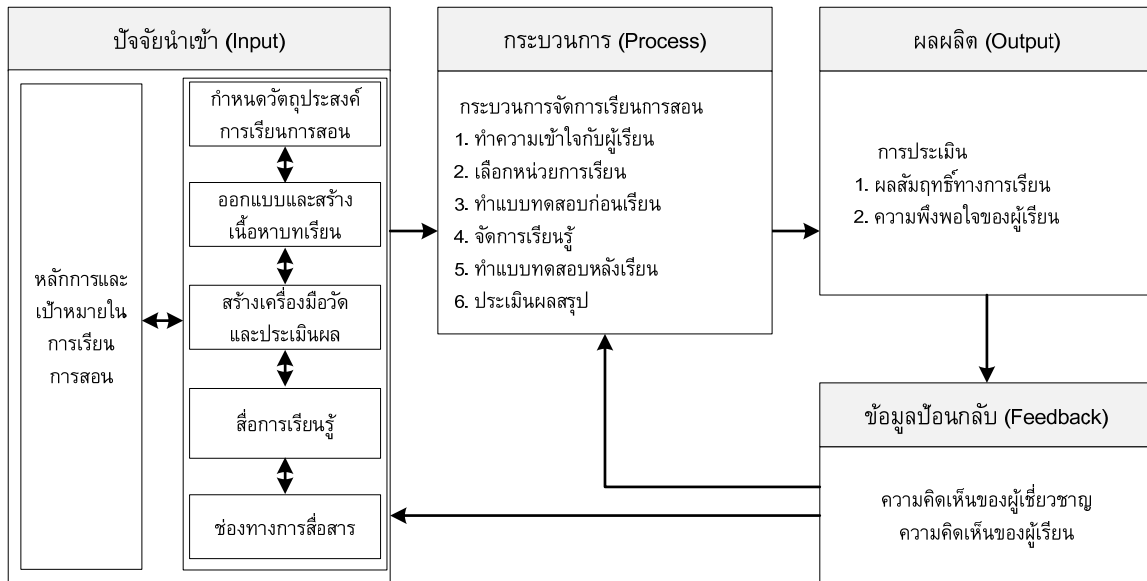 ปัจจัยนำเข้า (Input)
หลักการและ
เป้าหมายใน
การเรียน
การสอน
กำหนดวัตถุประสงค์
การเรียนการสอน
ออกแบบและสร้าง
เนื้อหาบทเรียน
สร้างเครื่องมือวัด
และประเมินผล
สื่อการเรียนรู้
ช่องทางการสื่อสาร
กระบวนการ (Process)
กระบวนการจัดการเรียนการสอน
1. ทำความเข้าใจกับผู้เรียน
2. เลือกหน่วยการเรียน
3. ทำแบบทดสอบก่อนเรียน
4. จัดการเรียนรู้
5. ทำแบบทดสอบหลังเรียน
6. ประเมินผลสรุป
ผลผลิต (Output)
การประเมิน
1. ผลสัมฤทธิ์ทางการเรียน
2. ความพึงพอใจของผู้เรียน
ข้อมูลป้อนกลับ (Feedback)
ความคิดเห็นของผู้เชี่ยวชาญ
ความคิดเห็นของผู้เรียน